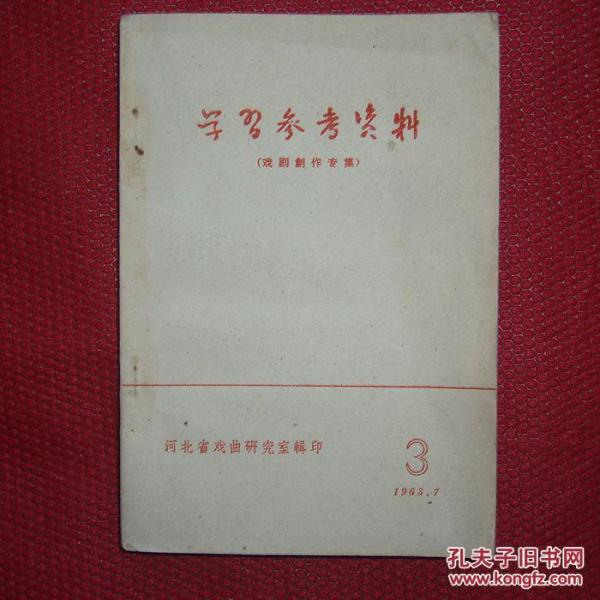 学习参考资料
(戏剧創作专集)
河北省戏曲研究室輯印
3
1963.7
孔夫子旧书网
www.kongfz.com